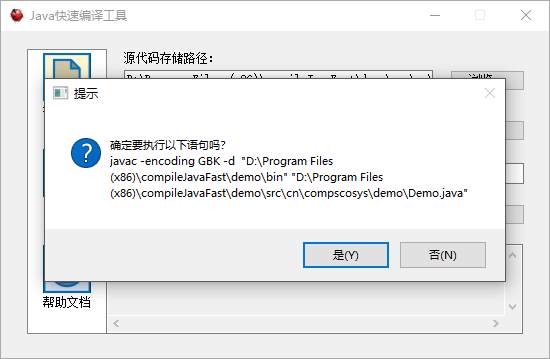 Java快速编译工具
源代码存储路径：
提示
确定要执行以下语句吗？
javac -encoding GBK -d  "D:\Program Files
(x86)\compileJavaFast\demo\bin" "D:\Program Files
(x86)\compileJavaFast\demo\src\cn\compscosys\demo\Demo.java"
是(Y)
否(N)
帮助文档